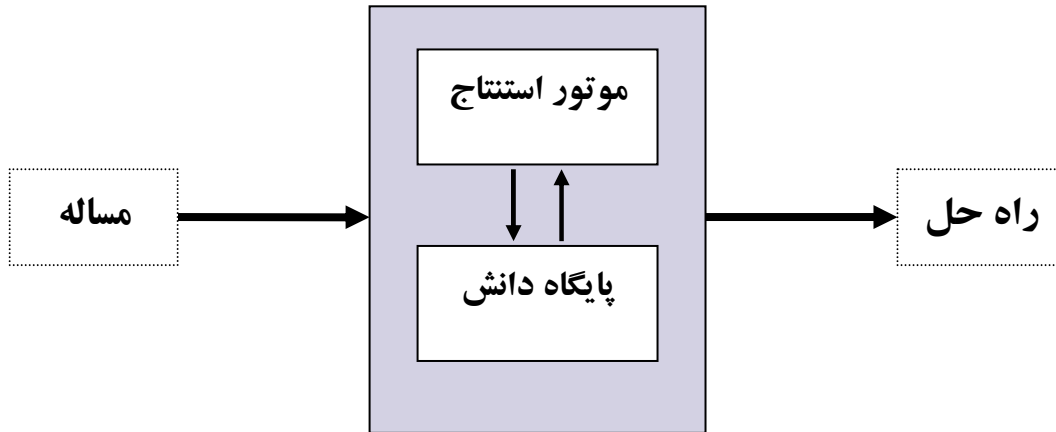 موتور استنتاج
مساله
راه حل
پایگاه دانش